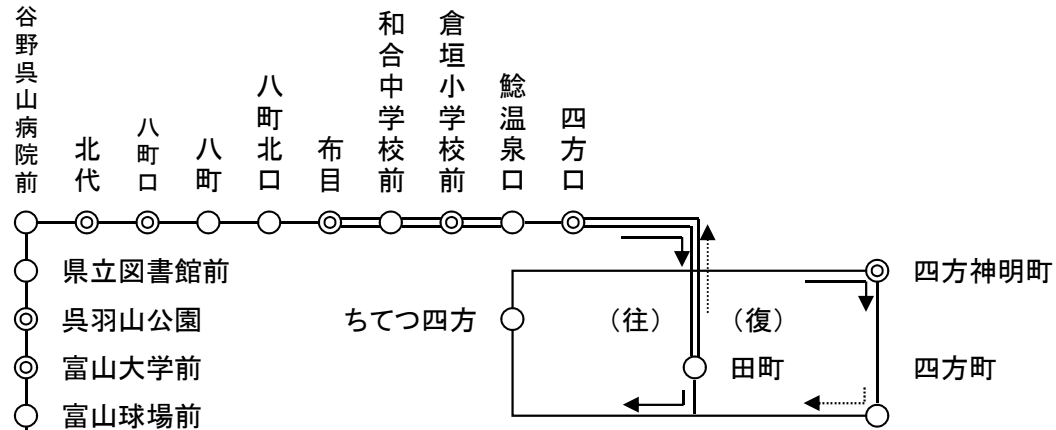 谷野呉山病院前
北代
八町口
八町
八町北口
布目
和合中学校前
倉垣小学校前
鯰温泉口
四方口
県立図書館前
呉羽山公園
富山大学前
富山球場前
ちてつ四方
（往）
（復）
田町
四方神明町
四方町